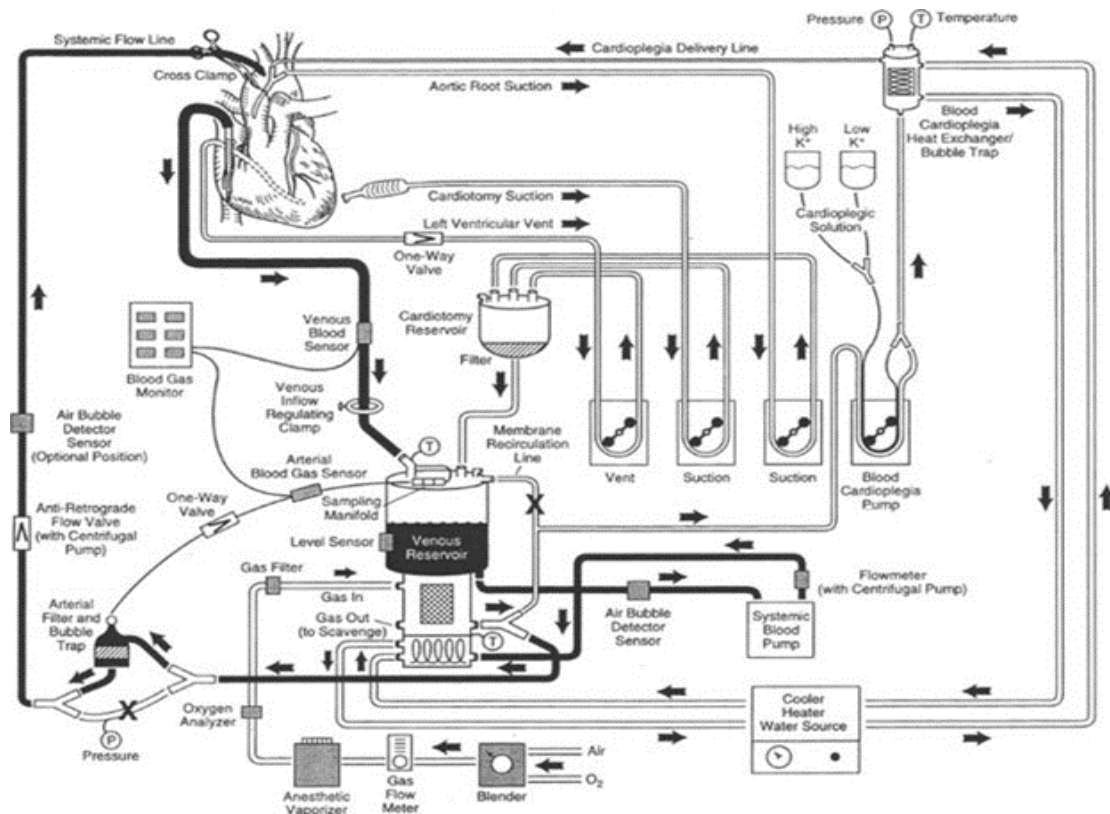 Pressure
P
T
Temperature
Systemic Flow Line
Cardioplegia Delivery Line
Cross Clamp
Aortic Root Suction
Blood
Cardioplegia
Heat Exchanger/
Bubble Trap
High
K+
Low
K+
Cardiotomy Suction
Cardioplegic
Solution
Left Ventricular Vent
One-Way
Valve
Venous
Blood
Sensor
Cardiotomy
Reservoir
Filter
Blood Gas
Monitor
Venous
Inflow
Regulating
Clamp
Air Bubble
Detector
Sensor
(Optional Position)
T
Membrane
Recirculation
Line
Vent
Suction
Suction
Blood
Cardioplegia
Pump
Arterial
Blood Gas Sensor
One-Way
Valve
Sampling
Manifold
X
Anti-Retrograde
Flow Valve
(with Centrifugal
Pump)
Level Sensor
Venous
Reservoir
Gas Filter
Gas In
Flowmeter
(with Centrifugal Pump)
Arterial
Filter and
Bubble
Trap
Gas Out
(to Scavenge)
T
Air Bubble
Detector
Sensor
Systemic
Blood
Pump
X
P
Pressure
Oxygen
Analyzer
Cooler
Heater
Water Source
Anesthetic
Vaporizer
Gas
Flow
Meter
Blender
Air
O2